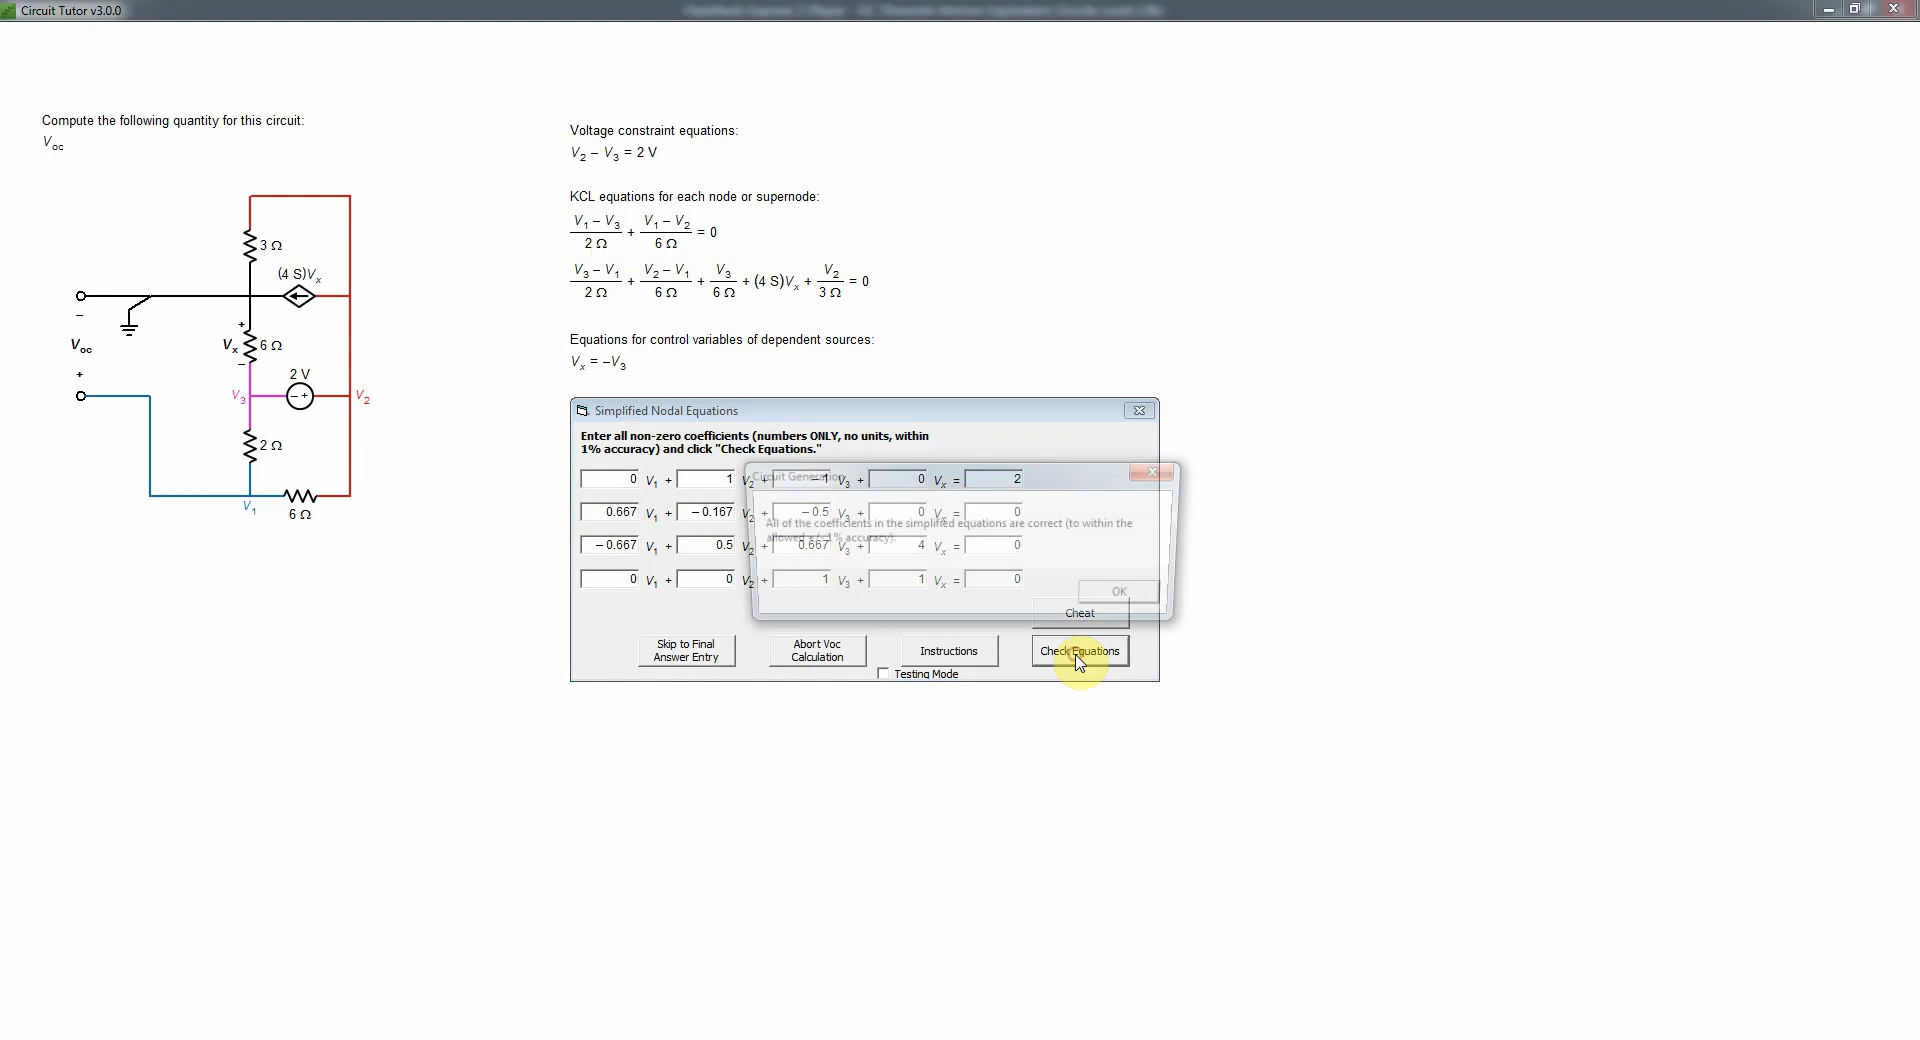 Circuit Tutor v3.0.0
Compute the following quantity for this circuit:
Voc
3 Ω
(4 S)Vx
−
+
Voc
Vx
6 Ω
−
+
2 V
− +
V3
V2
2 Ω
V1
6 Ω
Voltage constraint equations:
V2 − V3 = 2 V
KCL equations for each node or supernode:
V1 − V3 / 2 Ω + V1 − V2 / 6 Ω = 0
V3 − V1 / 2 Ω + V2 − V1 / 6 Ω + V3 / 6 Ω + (4 S)Vx + V2 / 3 Ω = 0
Equations for control variables of dependent sources:
Vx = −V3
Simplified Nodal Equations
Enter all non-zero coefficients (numbers ONLY, no units, within
1% accuracy) and click "Check Equations."
0 V1 + 1 V2 + −1 V3 + 0 Vx = 2
0.667 V1 + −0.167 V2 + −0.5 V3 + 0 Vx = 0
−0.667 V1 + 0.5 V2 + 0.667 V3 + 4 Vx = 0
0 V1 + 0 V2 + 1 V3 + 1 Vx = 0
Circuit Generation
All of the coefficients in the simplified equations are correct (to within the
allowed +/- 1% accuracy).
OK
Cheat
Skip to Final
Answer Entry
Abort Voc
Calculation
Instructions
Check Equations
Testing Mode